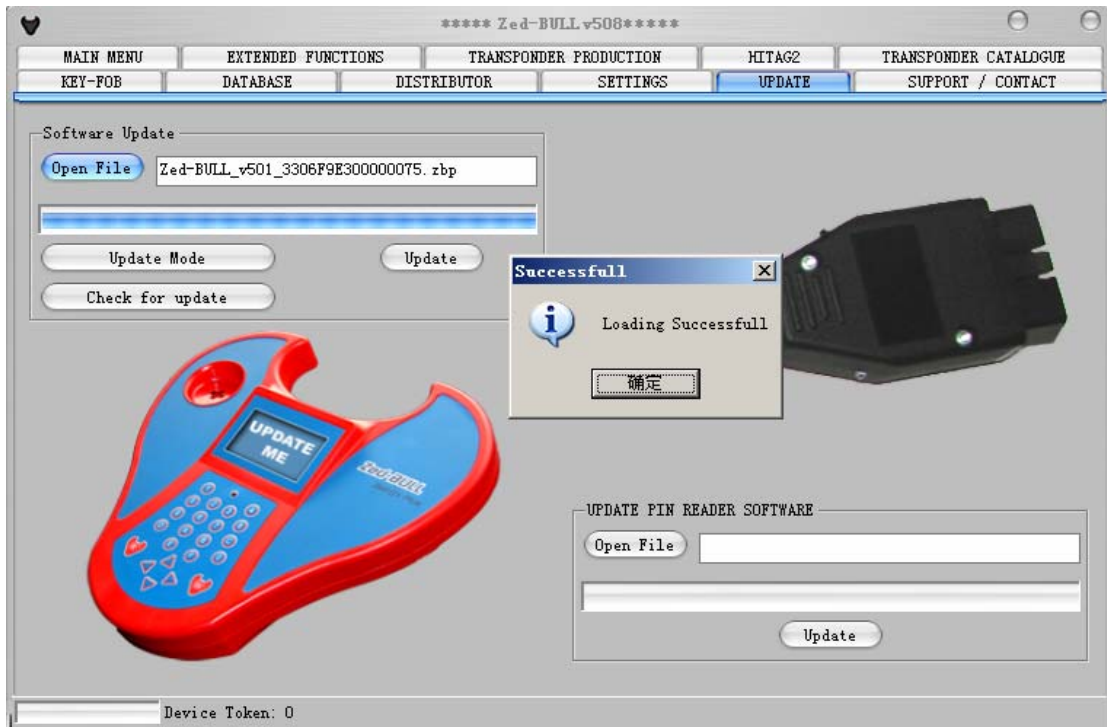 ***** Zed-BULL v508*****
MAIN MENU EXTENDED FUNCTIONS TRANSPONDER PRODUCTION HITAG2 TRANSPONDER CATALOGUE
KEY-FOB DATABASE DISTRIBUTOR SETTINGS UPDATE SUPPORT / CONTACT
Software Update
Open File Zed-BULL_v501_3306F9E300000075.zbp
Update Mode Update
Check for update
Successfull
Loading Successfull
确定
UPDATE
ME
Zed-BULL
UPDATE PIN READER SOFTWARE
Open File
Update
Device Token: 0